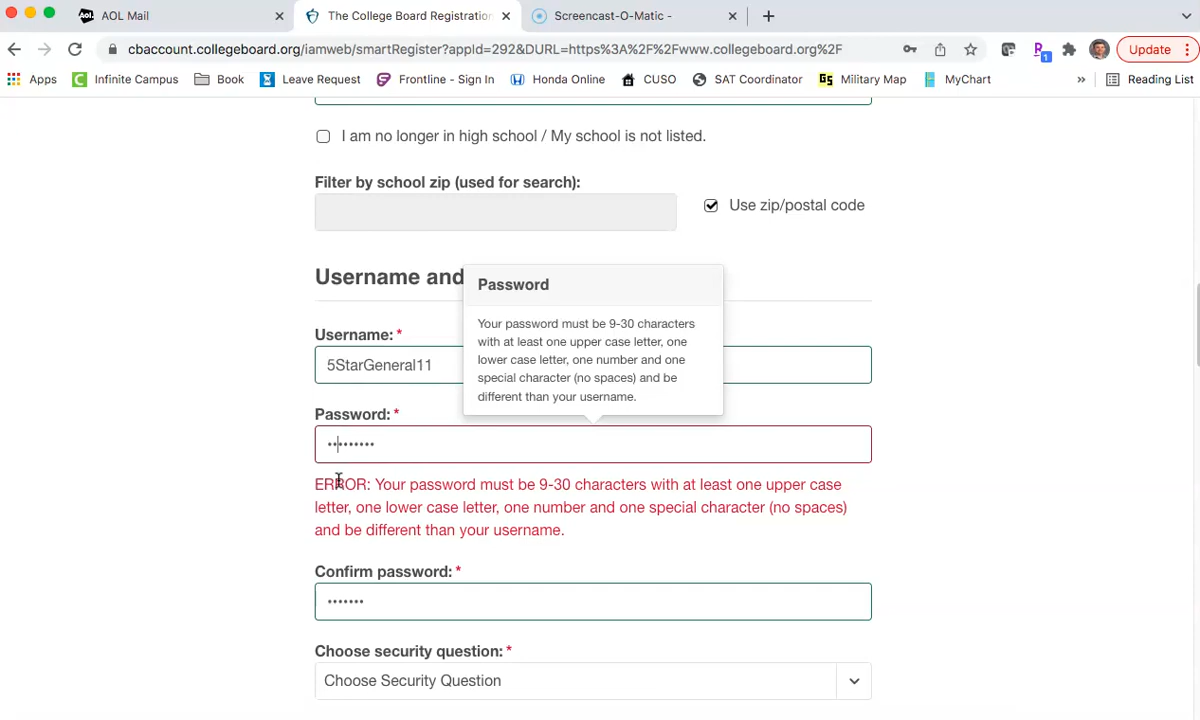 AOL Mail
The College Board Registration
Screencast-O-Matic -
cbaccount.collegeboard.org/iamweb/smartRegister?appId=292&DURL=https%3A%2F%2Fwww.collegeboard.org%2F
1
Update
Apps
Infinite Campus
Book
Leave Request
Frontline - Sign In
Honda Online
CUSO
SAT Coordinator
Military Map
MyChart
»
Reading List
I am no longer in high school / My school is not listed.
Filter by school zip (used for search):
Use zip/postal code
Username and
Password
Your password must be 9-30 characters
with at least one upper case letter, one
lower case letter, one number and one
special character (no spaces) and be
different than your username.
Username: *
5StarGeneral11
Password: *
•••••••••
ERROR: Your password must be 9-30 characters with at least one upper case
letter, one lower case letter, one number and one special character (no spaces)
and be different than your username.
Confirm password: *
•••••••
Choose security question: *
Choose Security Question